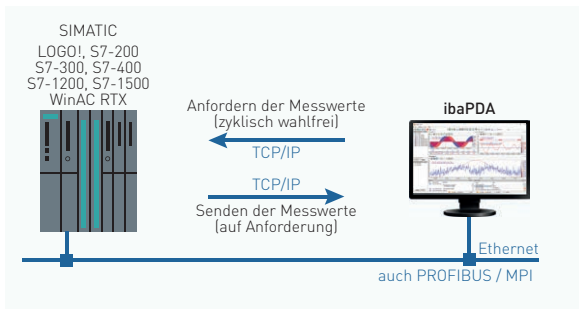 SIMATIC
LOGO!, S7-200
S7-300, S7-400
S7-1200, S7-1500
WinAC RTX
Anfordern der Messwerte
(zyklisch wahlfrei)
TCP/IP
TCP/IP
Senden der Messwerte
(auf Anforderung)
ibaPDA
Ethernet
auch PROFIBUS / MPI